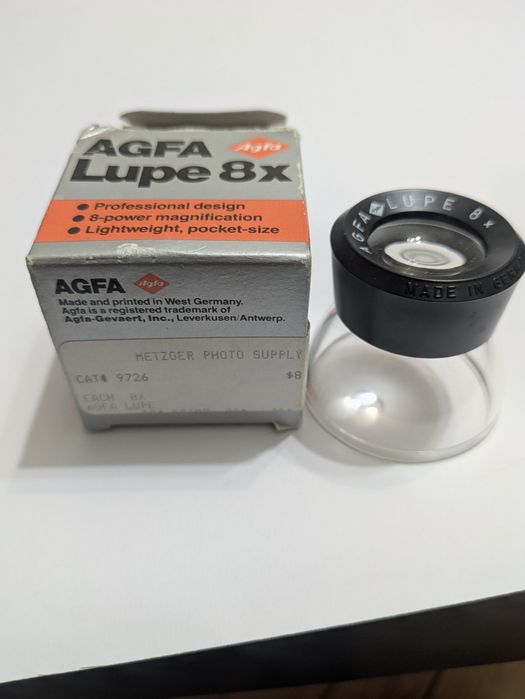 AGFA Agfa
Lupe 8x
● Professional design
● 8-power magnification
● Lightweight, pocket-size
AGFA Agfa
Made and printed in West Germany.
Agfa is a registered trademark of
Agfa-Gevaert, Inc., Leverkusen/Antwerp.
METZGER PHOTO SUPPLY
CAT# 9726 $8
EACH 8X
AGFA LUPE
AGFA LUPE 8x
MADE IN